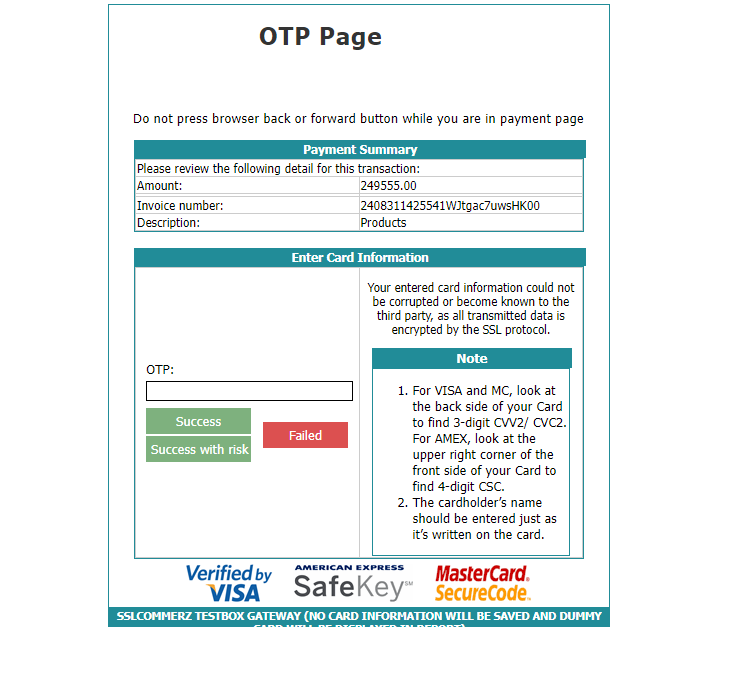 OTP Page
Do not press browser back or forward button while you are in payment page
Payment Summary
Please review the following detail for this transaction:
Amount: 249555.00
Invoice number: 2408311425541WJtgac7uwsHK00
Description: Products
Enter Card Information
Your entered card information could not
be corrupted or become known to the
third party, as all transmitted data is
encrypted by the SSL protocol.
Note
OTP:
Success
Success with risk
Failed
1. For VISA and MC, look at
the back side of your Card
to find 3-digit CVV2/ CVC2.
For AMEX, look at the
upper right corner of the
front side of your Card to
find 4-digit CSC.
2. The cardholder’s name
should be entered just as
it’s written on the card.
Verified by
VISA
AMERICAN EXPRESS
SafeKey℠
MasterCard.
SecureCode.
SSLCOMMERZ TESTBOX GATEWAY (NO CARD INFORMATION WILL BE SAVED AND DUMMY
CARD WILL BE DISPLAYED IN REPORT)